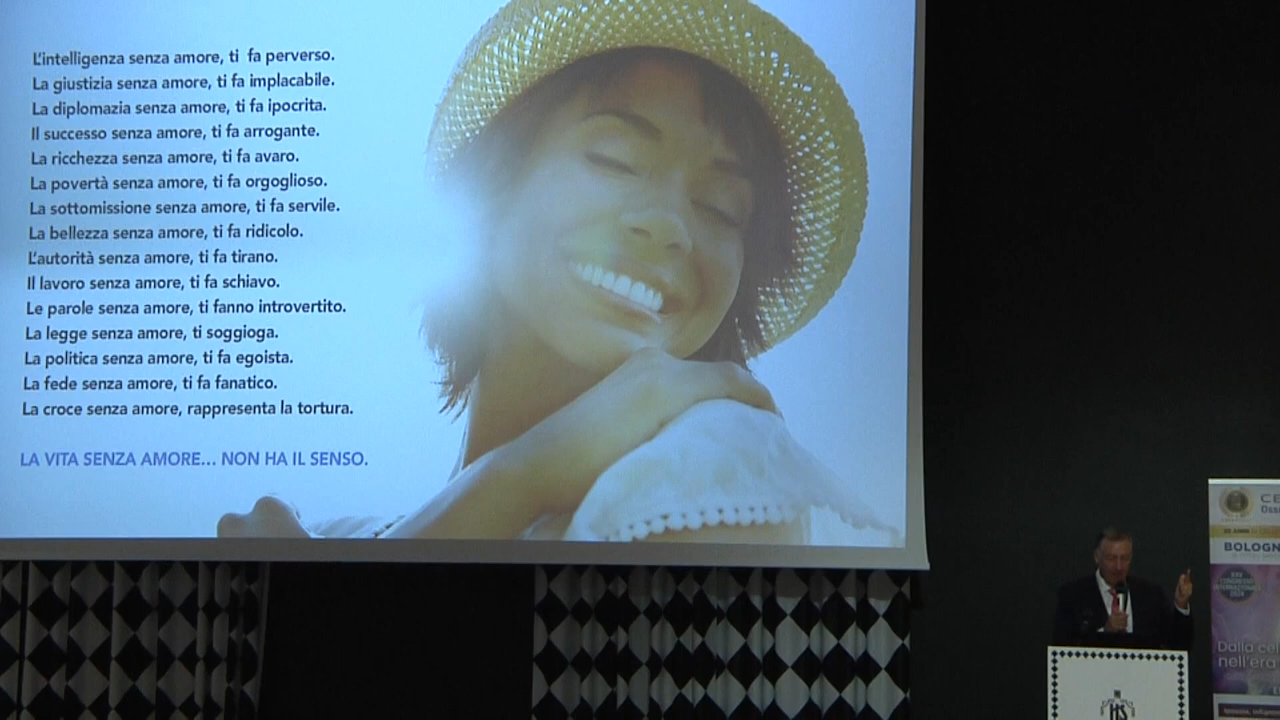 L'intelligenza senza amore, ti fa perverso.
La giustizia senza amore, ti fa implacabile.
La diplomazia senza amore, ti fa ipocrita.
Il successo senza amore, ti fa arrogante.
La ricchezza senza amore, ti fa avaro.
La povertà senza amore, ti fa orgoglioso.
La sottomissione senza amore, ti fa servile.
La bellezza senza amore, ti fa ridicolo.
L'autorità senza amore, ti fa tirano.
Il lavoro senza amore, ti fa schiavo.
Le parole senza amore, ti fanno introvertito.
La legge senza amore, ti soggioga.
La politica senza amore, ti fa egoista.
La fede senza amore, ti fa fanatico.
La croce senza amore, rappresenta la tortura.
LA VITA SENZA AMORE... NON HA IL SENSO.
CE
Oss
BOLOGN
Dalla cel
nell'era